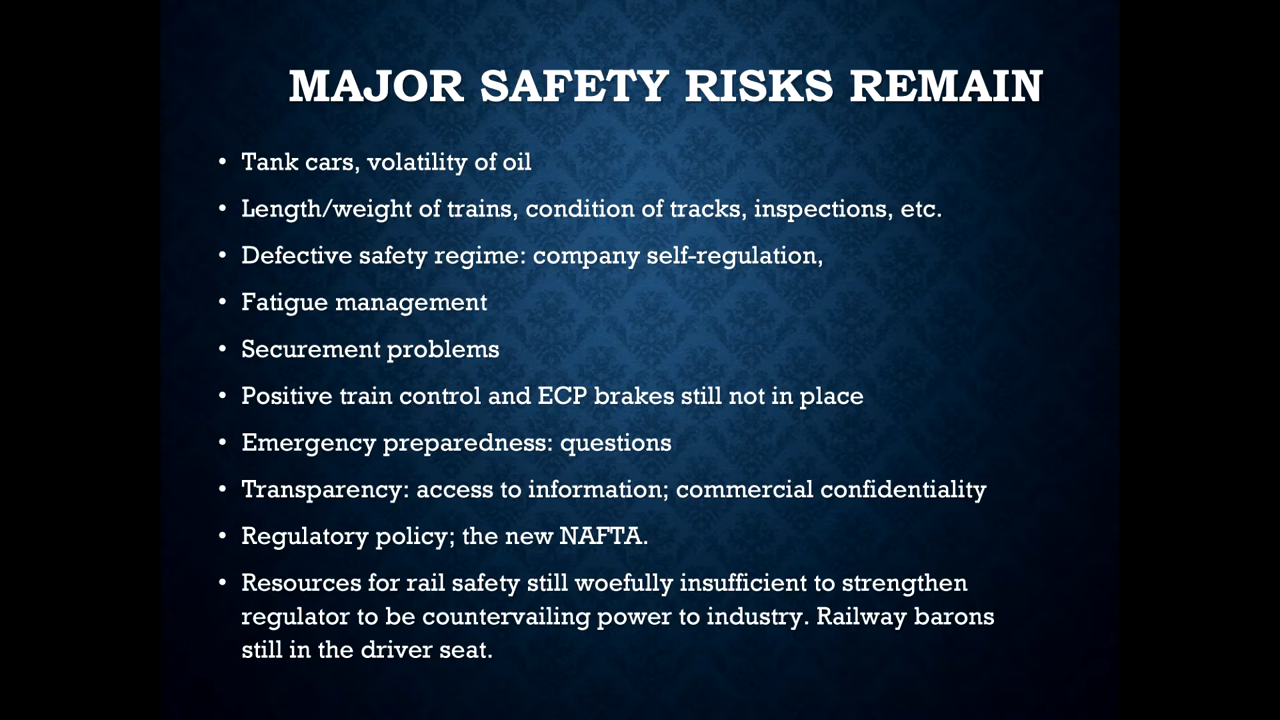 MAJOR SAFETY RISKS REMAIN
• Tank cars, volatility of oil
• Length/weight of trains, condition of tracks, inspections, etc.
• Defective safety regime: company self-regulation,
• Fatigue management
• Securement problems
• Positive train control and ECP brakes still not in place
• Emergency preparedness: questions
• Transparency: access to information; commercial confidentiality
• Regulatory policy; the new NAFTA.
• Resources for rail safety still woefully insufficient to strengthen
regulator to be countervailing power to industry. Railway barons
still in the driver seat.